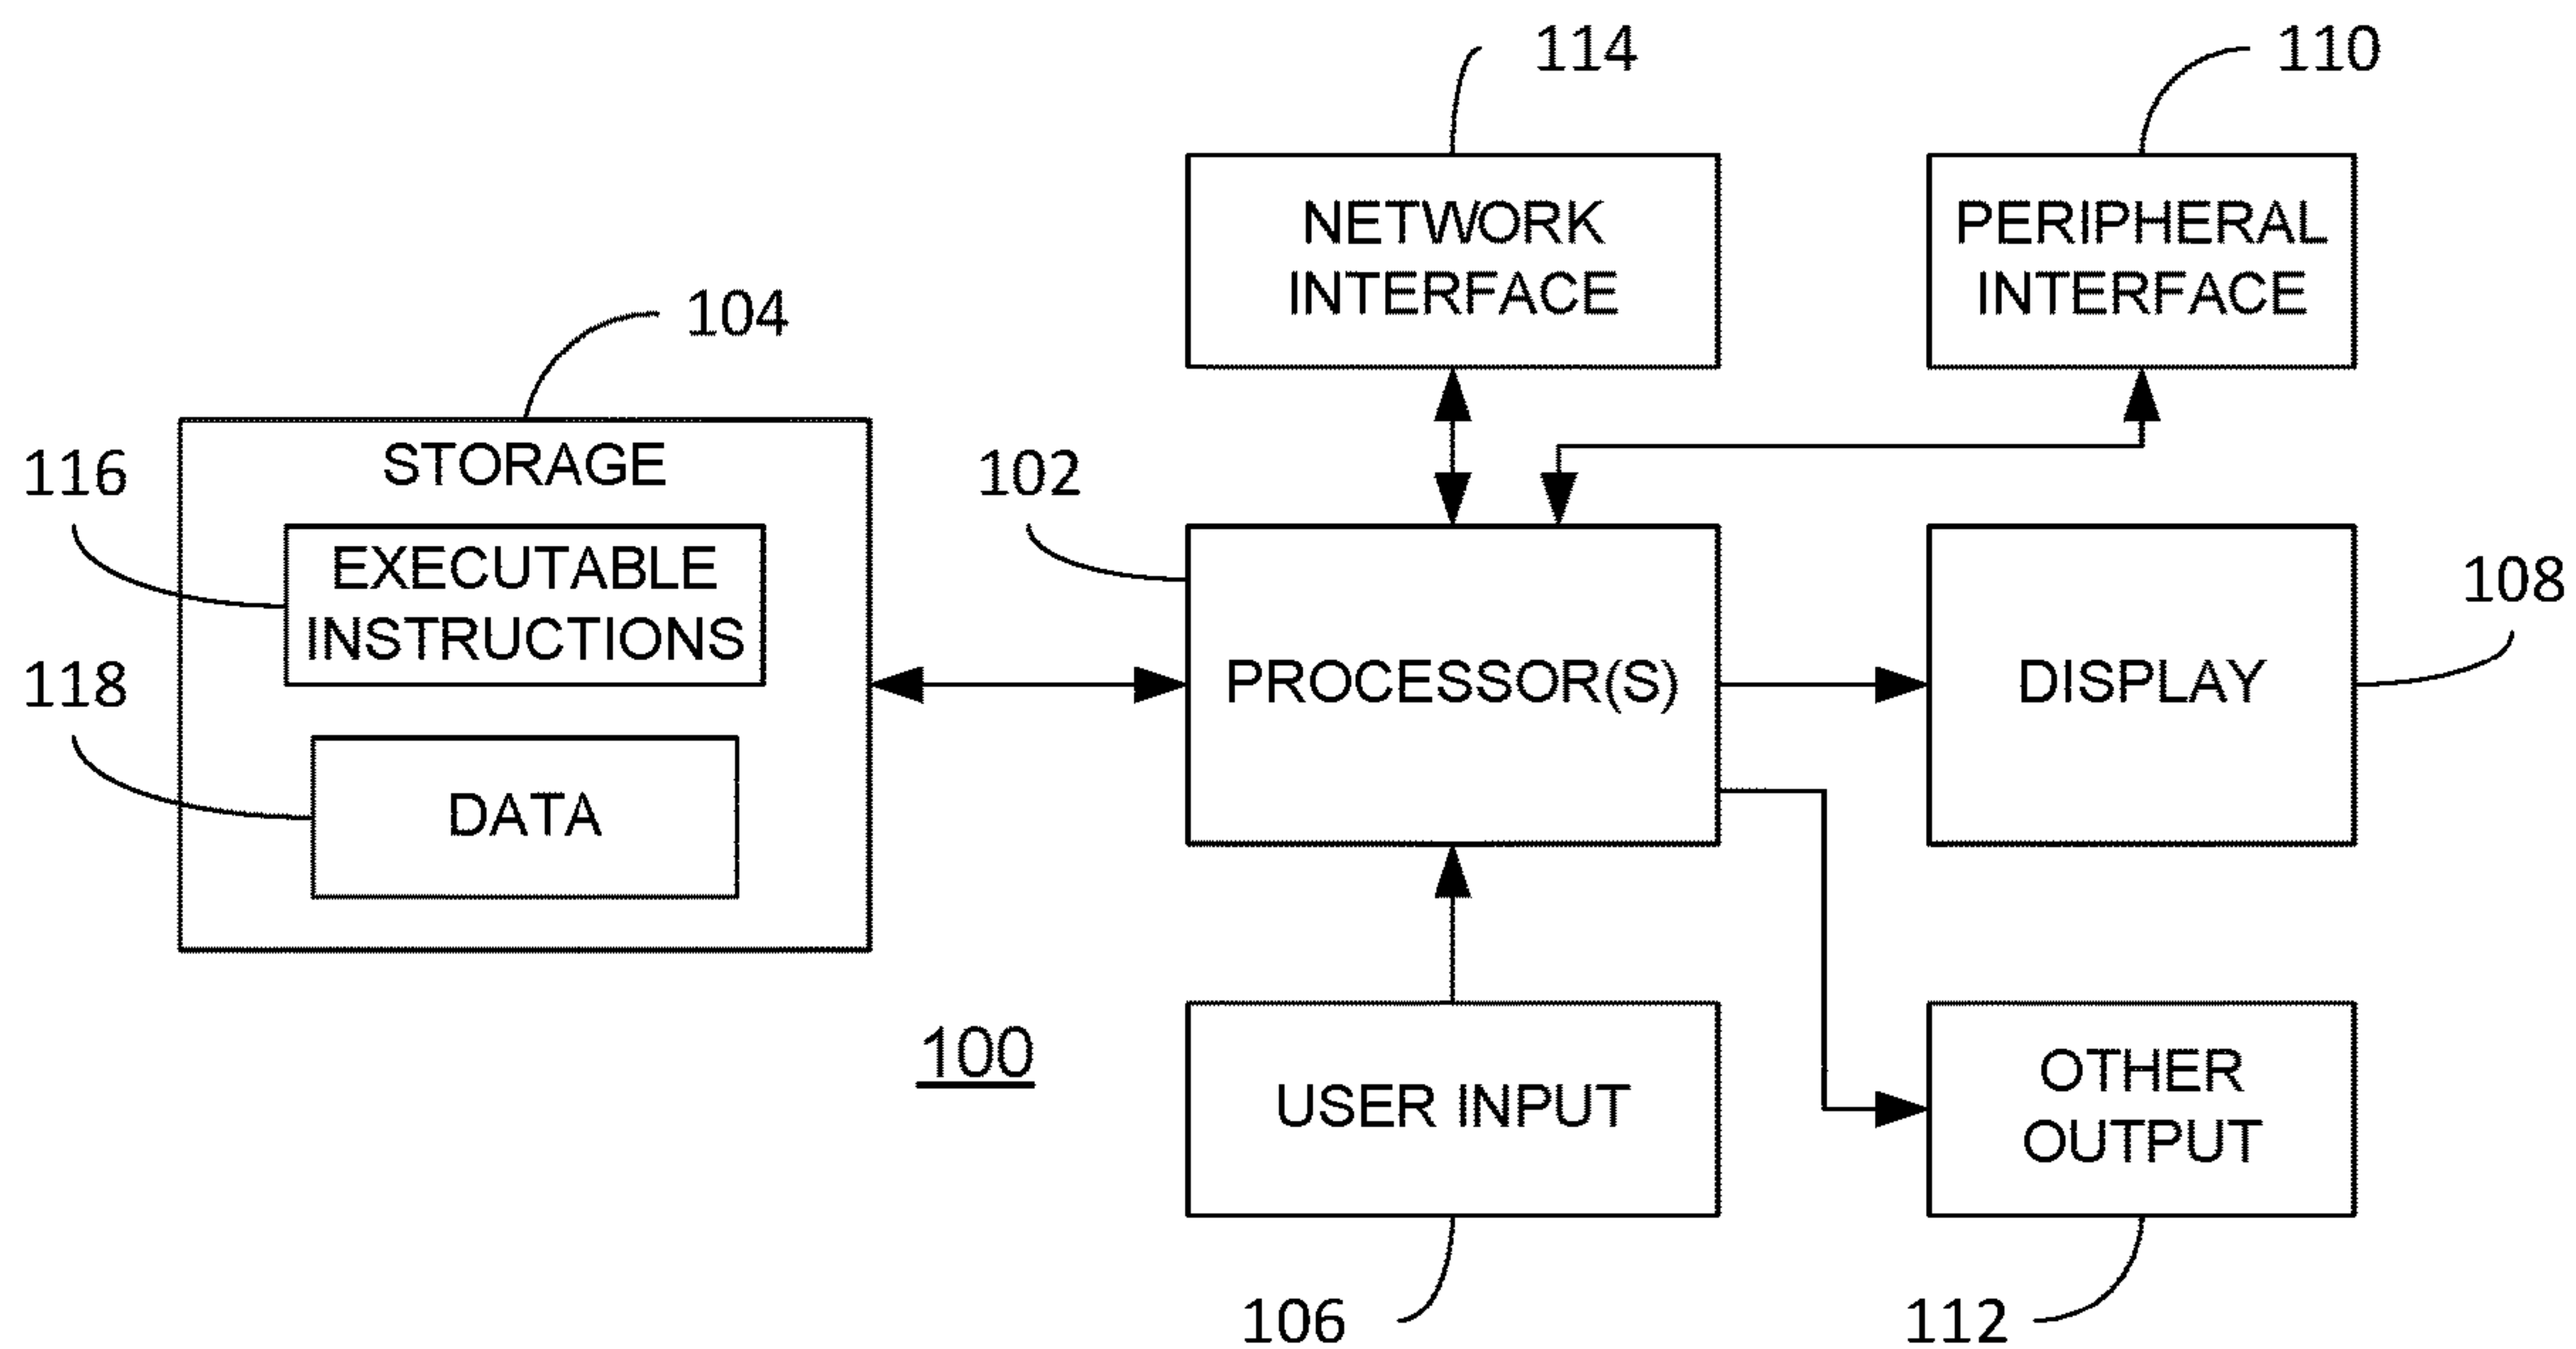 114
110
NETWORK
INTERFACE
PERIPHERAL
INTERFACE
104
STORAGE
116
EXECUTABLE
INSTRUCTIONS
118
DATA
102
PROCESSOR(S)
108
DISPLAY
100
USER INPUT
OTHER
OUTPUT
106
112